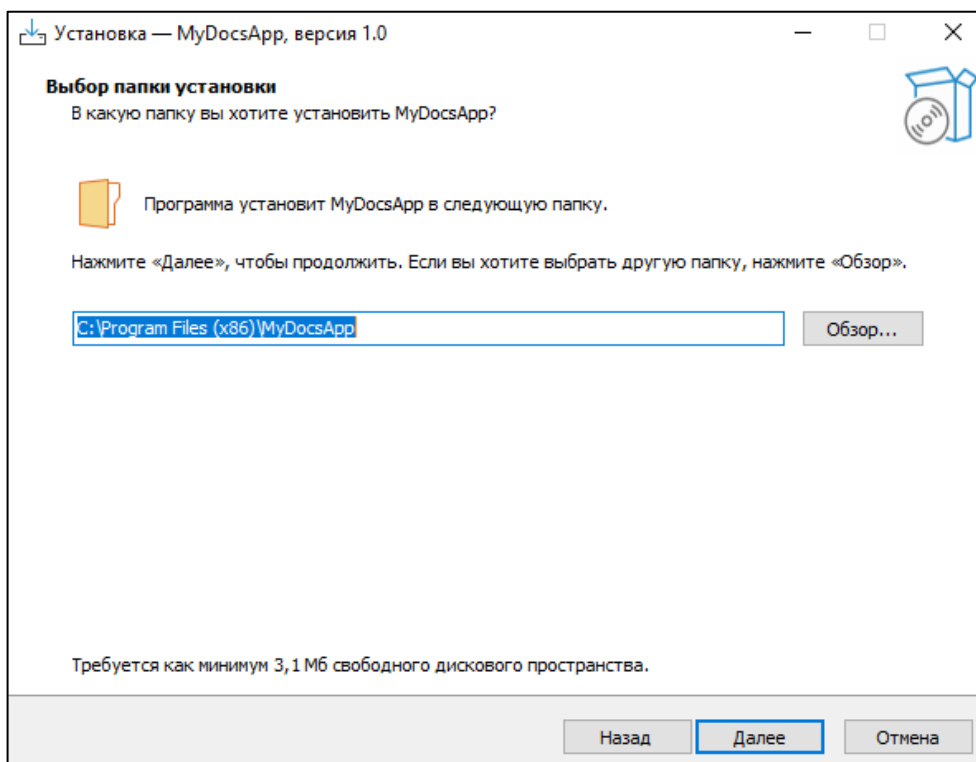 Установка — MyDocsApp, версия 1.0
Выбор папки установки
В какую папку вы хотите установить MyDocsApp?
Программа установит MyDocsApp в следующую папку.
Нажмите «Далее», чтобы продолжить. Если вы хотите выбрать другую папку, нажмите «Обзор».
C:\Program Files (x86)\MyDocsApp
Обзор...
Требуется как минимум 3,1 Мб свободного дискового пространства.
Назад
Далее
Отмена